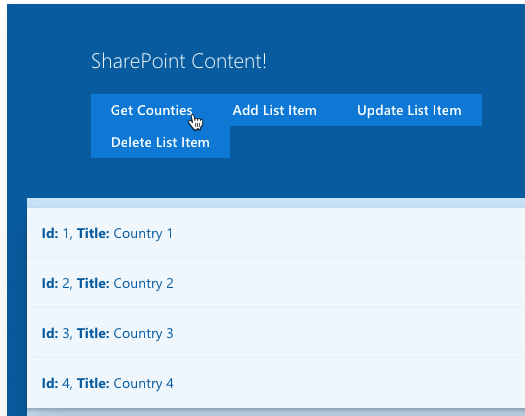 SharePoint Content!
Get Counties Add List Item Update List Item
Delete List Item
Id: 1, Title: Country 1
Id: 2, Title: Country 2
Id: 3, Title: Country 3
Id: 4, Title: Country 4